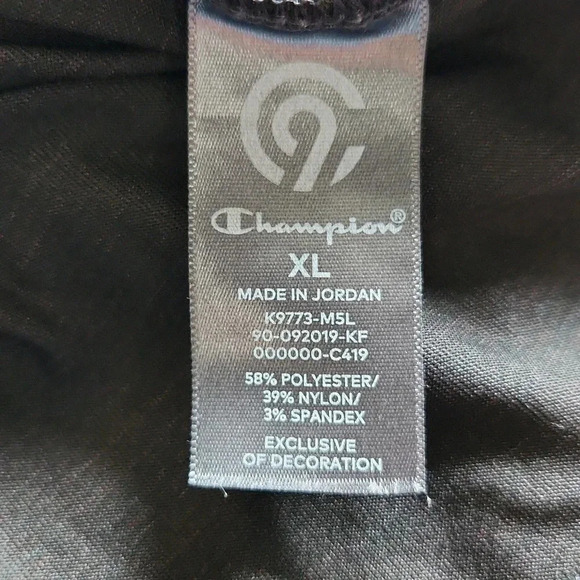 C9
Champion®
XL
MADE IN JORDAN
K9773-M5L
90-092019-KF
000000-C419
58% POLYESTER/
39% NYLON/
3% SPANDEX
EXCLUSIVE
OF DECORATION